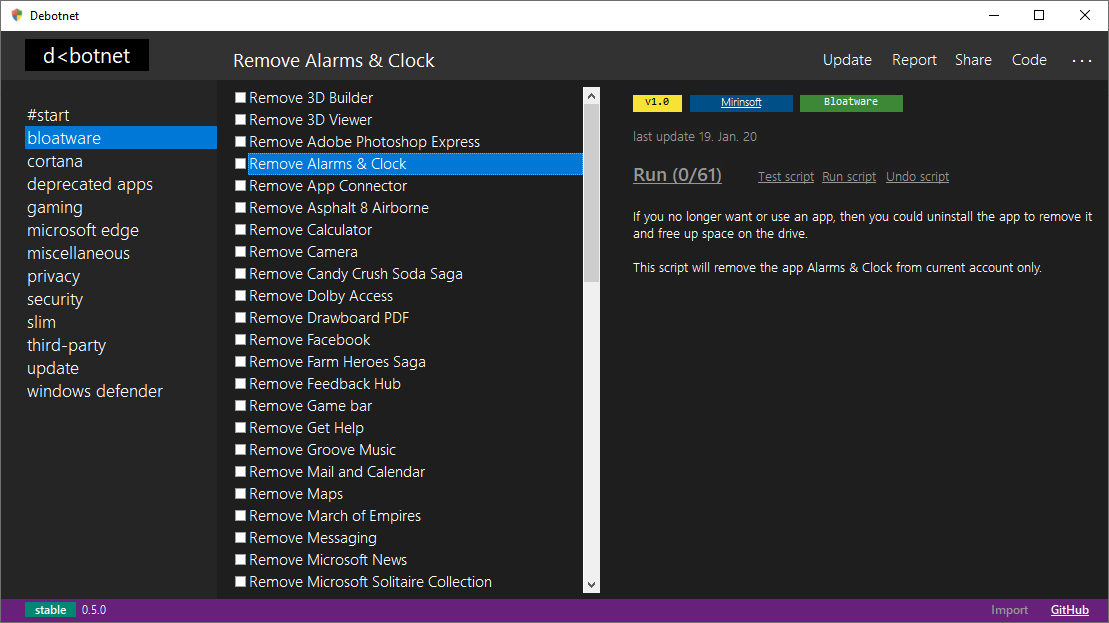 Debotnet
d<botnet
Remove Alarms & Clock
Update Report Share Code ...
#start
bloatware
cortana
deprecated apps
gaming
microsoft edge
miscellaneous
privacy
security
slim
third-party
update
windows defender
Remove 3D Builder
Remove 3D Viewer
Remove Adobe Photoshop Express
Remove Alarms & Clock
Remove App Connector
Remove Asphalt 8 Airborne
Remove Calculator
Remove Camera
Remove Candy Crush Soda Saga
Remove Dolby Access
Remove Drawboard PDF
Remove Facebook
Remove Farm Heroes Saga
Remove Feedback Hub
Remove Game bar
Remove Get Help
Remove Groove Music
Remove Mail and Calendar
Remove Maps
Remove March of Empires
Remove Messaging
Remove Microsoft News
Remove Microsoft Solitaire Collection
v1.0 Mirinsoft Bloatware
last update 19. Jan. 20
Run (0/61) Test script Run script Undo script
If you no longer want or use an app, then you could uninstall the app to remove it
and free up space on the drive.
This script will remove the app Alarms & Clock from current account only.
stable 0.5.0
Import GitHub